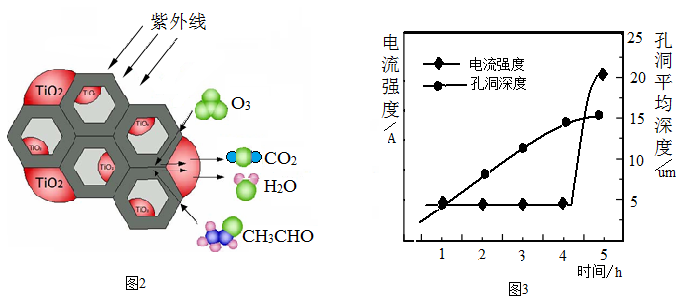 紫外线
TiO2
TiO2
TiO2
TiO2
TiO2
TiO2
TiO2
O3
CO2
H2O
CH3CHO
图2
电流强度/A
电流强度
孔洞深度
25
20
15
10
5
孔洞平均深度/um
1 2 3 4 5
时间/h
图3